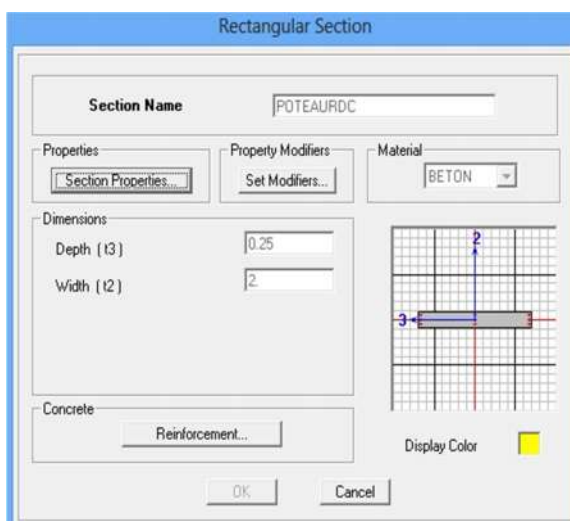 Rectangular Section
Section Name POTEAURDC
Properties
Section Properties...
Property Modifiers
Set Modifiers...
Material
BETON
Dimensions
Depth ( t3 ) 0.25
Width ( t2 ) 2.
2
3
Concrete
Reinforcement...
Display Color
OK Cancel